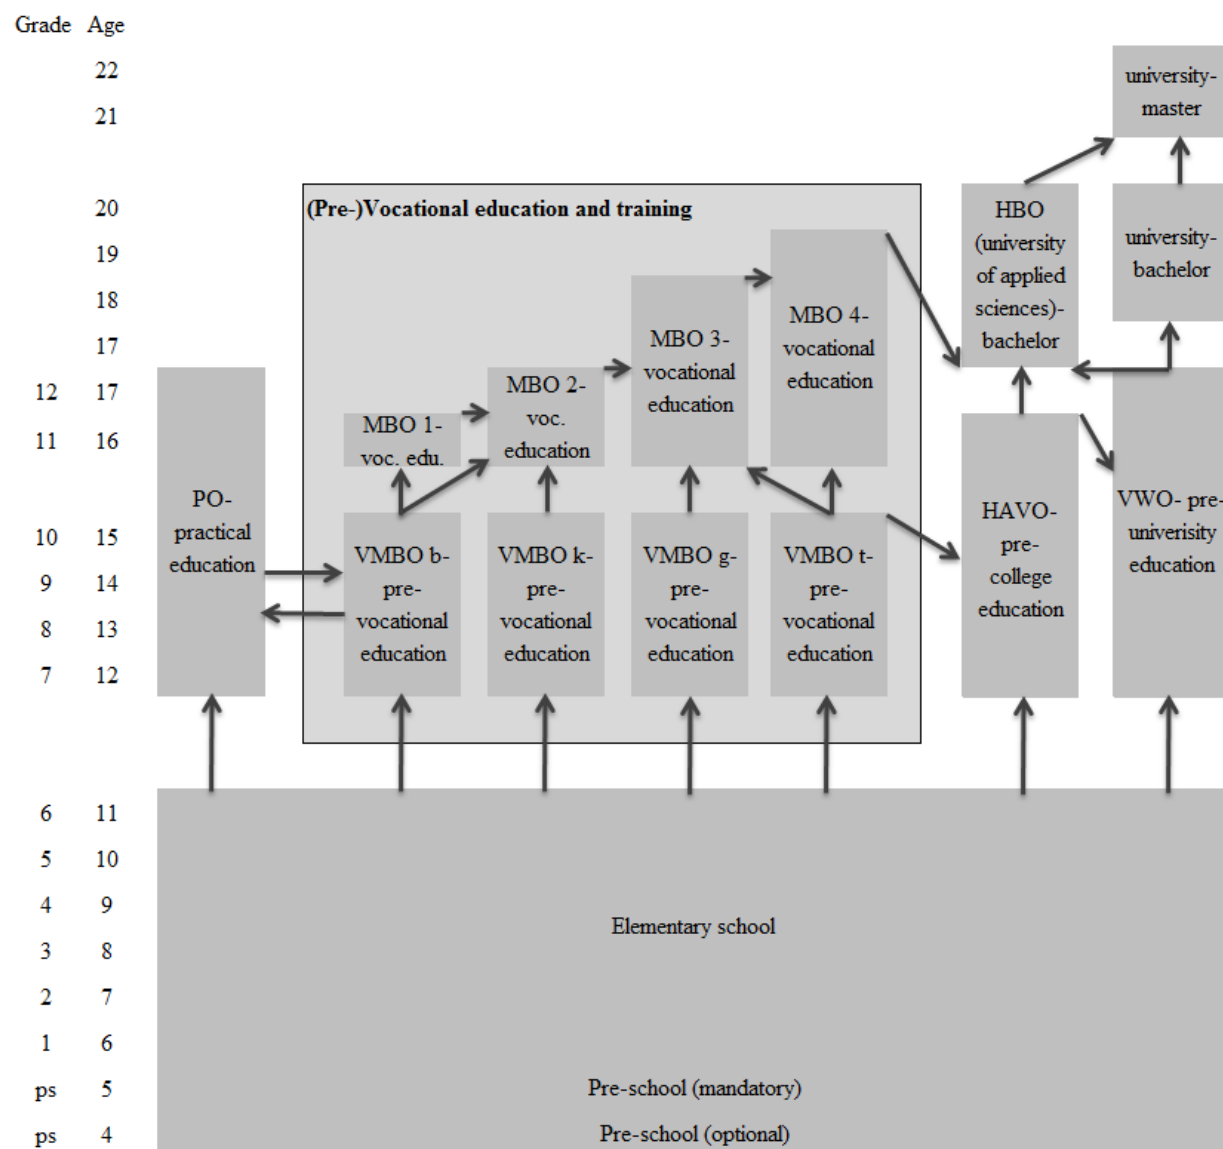 Grade Age
22
21
20
19
18
17
12 17
11 16
10 15
9 14
8 13
7 12
6 11
5 10
4 9
3 8
2 7
1 6
ps 5
ps 4
university-
master
(Pre-)Vocational education and training
HBO
(university
of applied
sciences)-
bachelor
university-
bachelor
MBO 1-
voc. edu.
MBO 2-
voc.
education
MBO 3-
vocational
education
MBO 4-
vocational
education
PO-
practical
education
VMBO b-
pre-
vocational
education
VMBO k-
pre-
vocational
education
VMBO g-
pre-
vocational
education
VMBO t-
pre-
vocational
education
HAVO-
pre-
college
education
VWO- pre-
univerisity
education
Elementary school
Pre-school (mandatory)
Pre-school (optional)